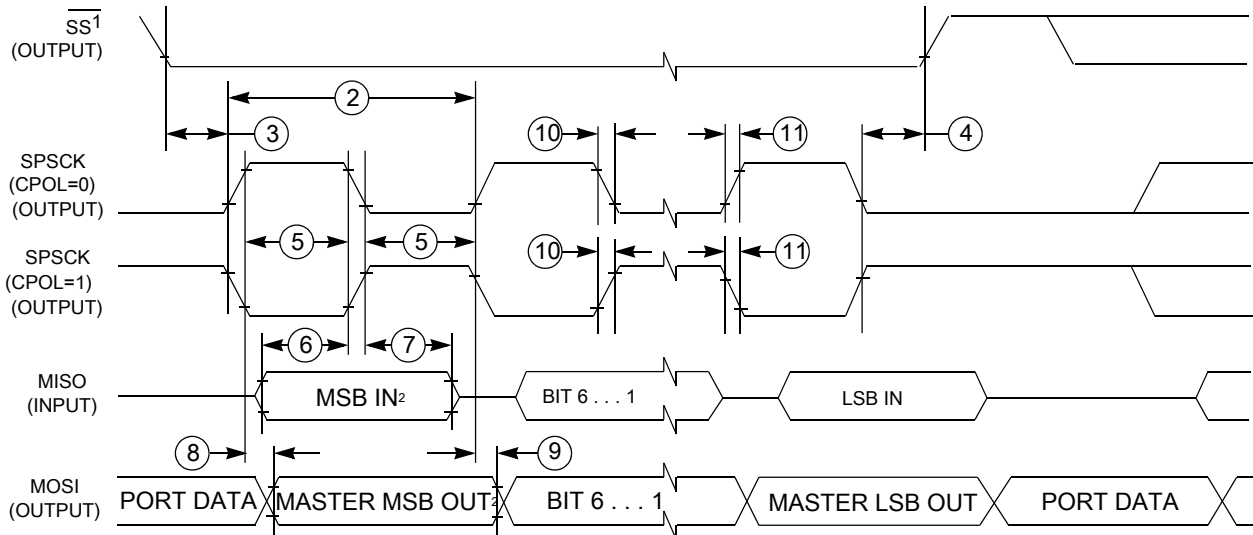 SS1
(OUTPUT)
2
3
10
11
4
SPSCK
(CPOL=0)
(OUTPUT)
5
5
SPSCK
(CPOL=1)
(OUTPUT)
10
11
6
7
MISO
(INPUT)
MSB IN2
BIT 6 . . . 1
LSB IN
8
9
MOSI
(OUTPUT)
PORT DATA
MASTER MSB OUT2
BIT 6 . . . 1
MASTER LSB OUT
PORT DATA